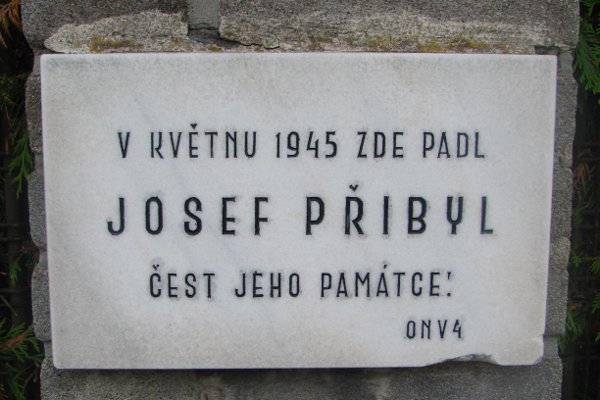 V KVĚTNU 1945 ZDE PADL
JOSEF PŘIBYL
ČEST JEHO PAMÁTCE!
ONV4